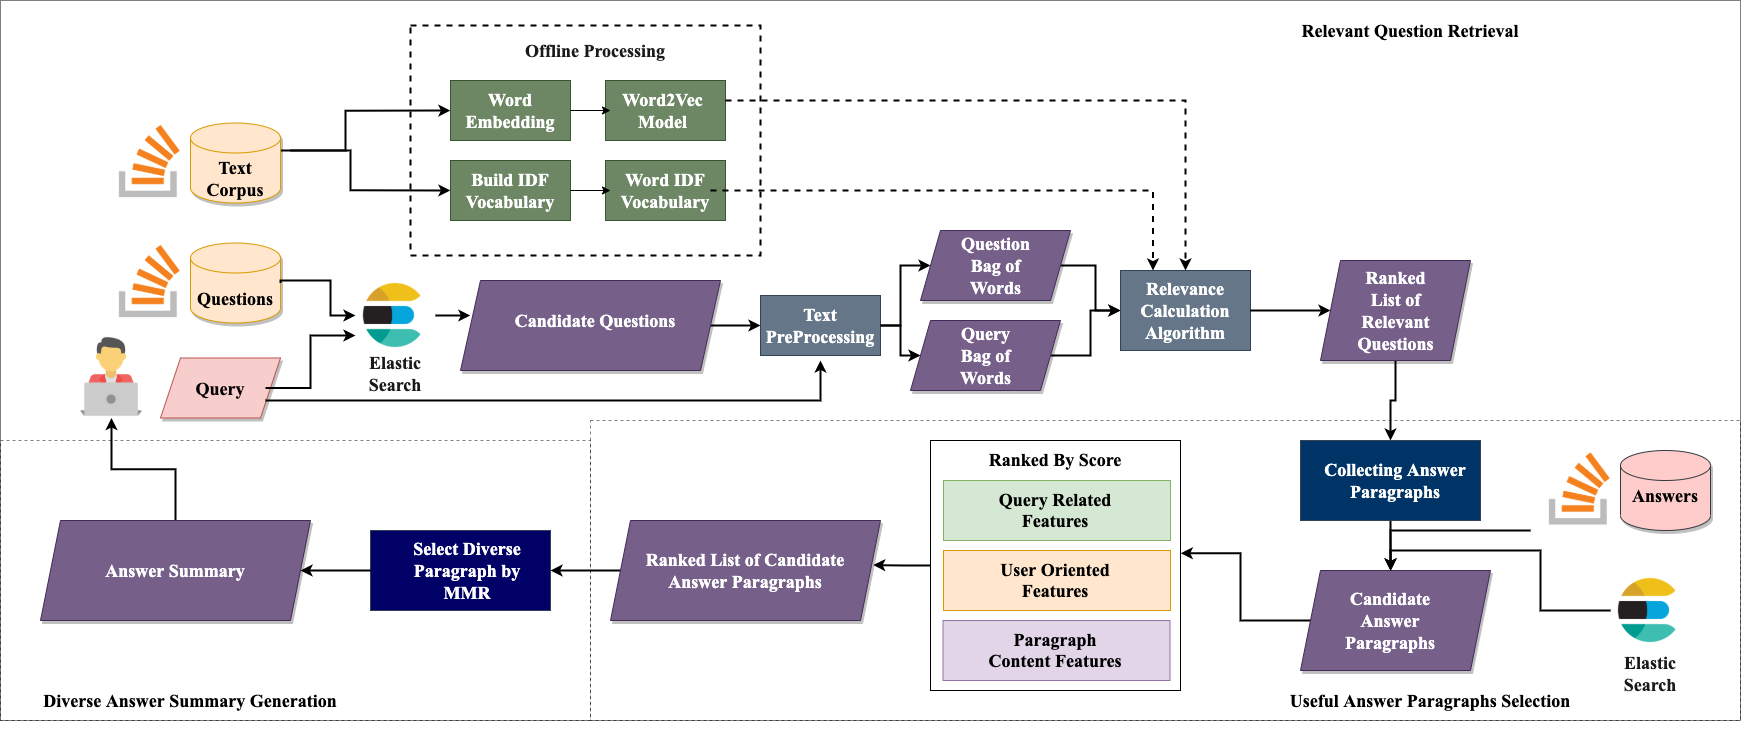 Relevant Question Retrieval
Offline Processing
Word
Embedding
Word2Vec
Model
Text
Corpus
Build IDF
Vocabulary
Word IDF
Vocabulary
Questions
Query
Elastic
Search
Candidate Questions
Text
PreProcessing
Question
Bag of
Words
Query
Bag of
Words
Relevance
Calculation
Algorithm
Ranked
List of
Relevant
Questions
Collecting Answer
Paragraphs
Answers
Candidate
Answer
Paragraphs
Elastic
Search
Useful Answer Paragraphs Selection
Ranked By Score
Query Related
Features
User Oriented
Features
Paragraph
Content Features
Ranked List of Candidate
Answer Paragraphs
Select Diverse
Paragraph by
MMR
Answer Summary
Diverse Answer Summary Generation